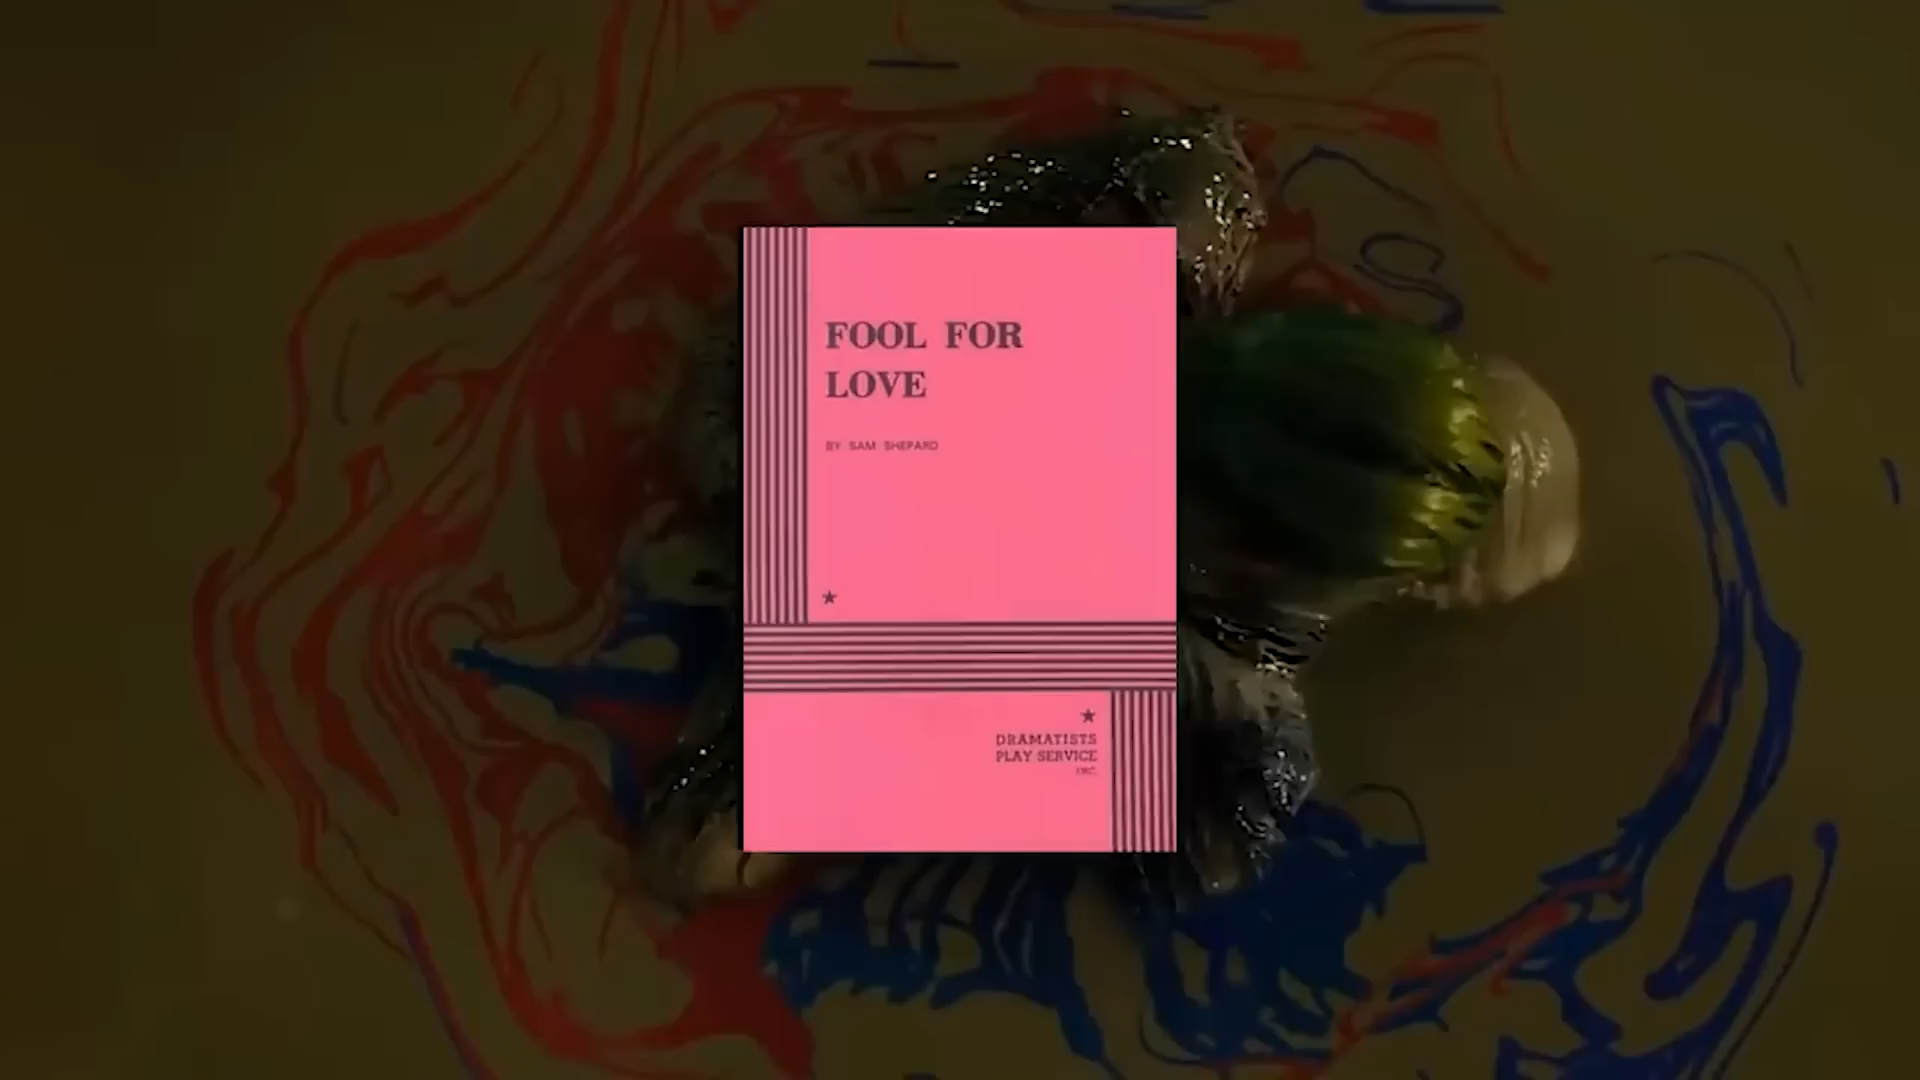 FOOL FOR
LOVE
BY SAM SHEPARD
DRAMATISTS
PLAY SERVICE
INC.